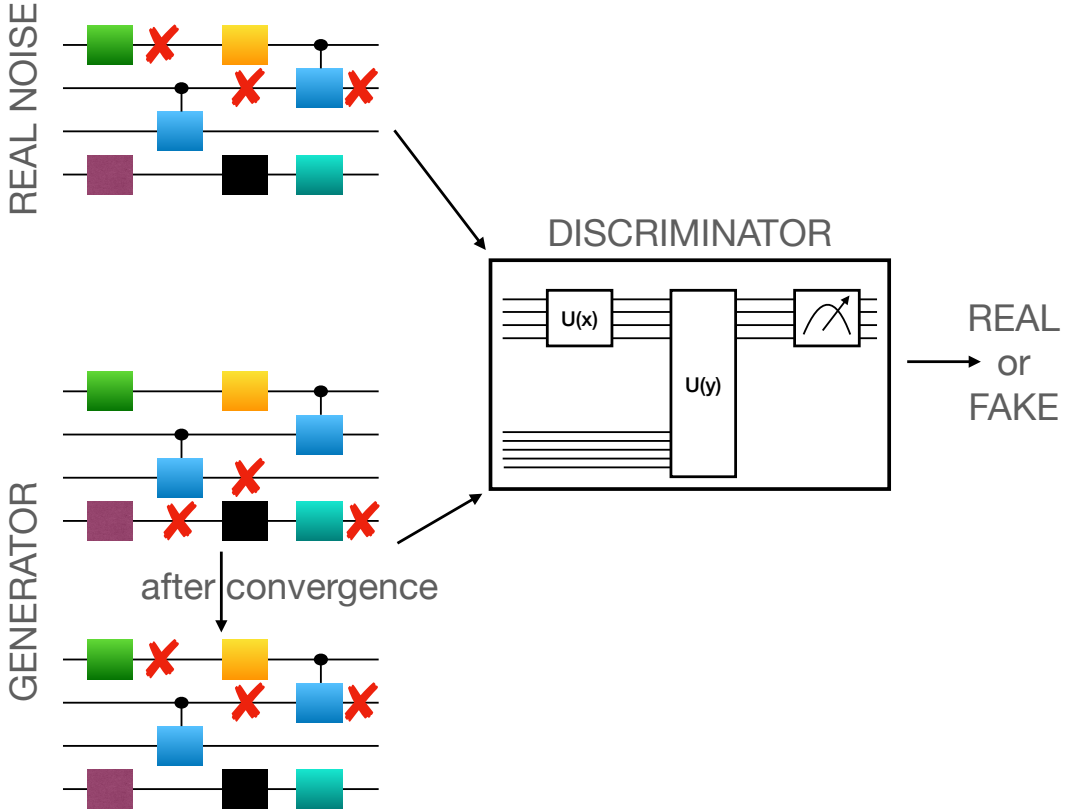 REAL NOISE
DISCRIMINATOR
U(x)
U(y)
REAL
or
FAKE
GENERATOR
after convergence